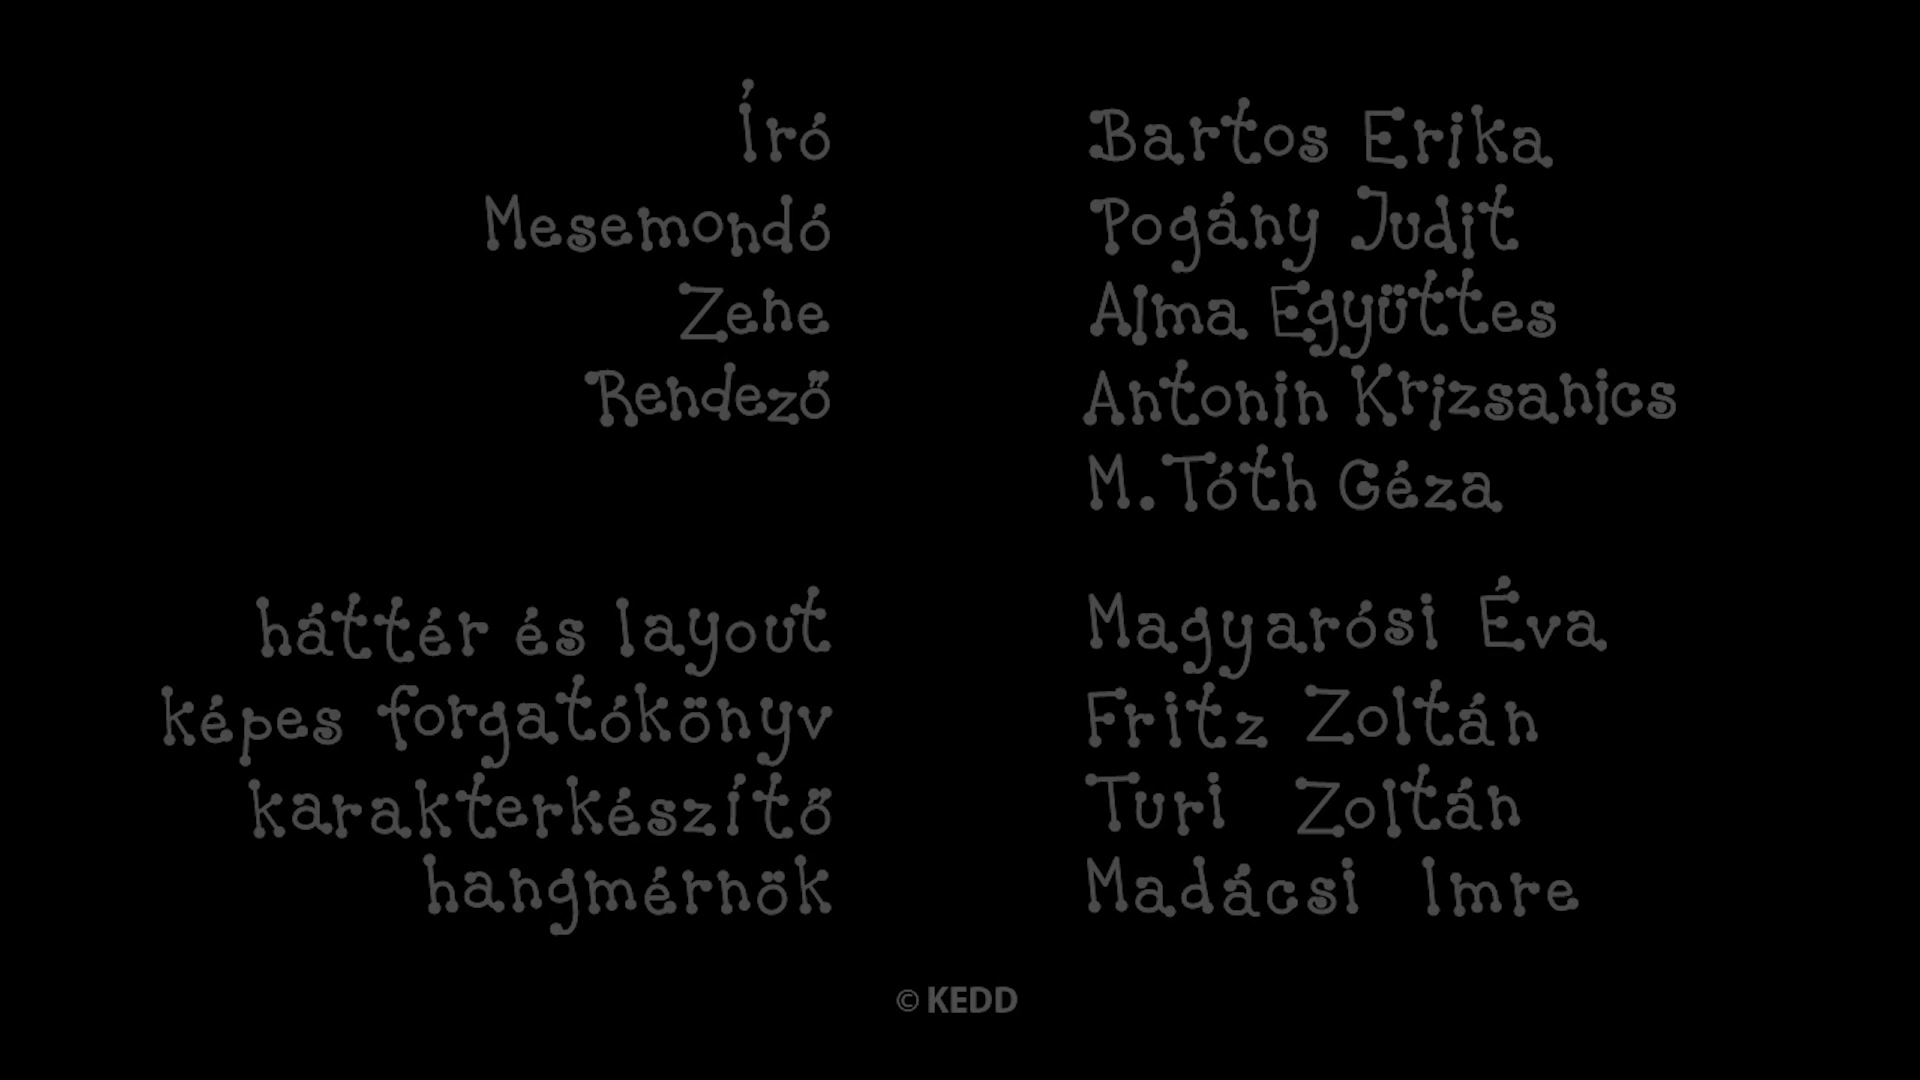 Író Bartos Erika
Mesemondó Pogány Judit
Zene Alma Együttes
Rendező Antonin Krizsanics
M. Tóth Géza
háttér és layout Magyarósi Éva
képes forgatókönyv Fritz Zoltán
karakterkészítő Turi Zoltán
hangmérnök Madácsi Imre
© KEDD